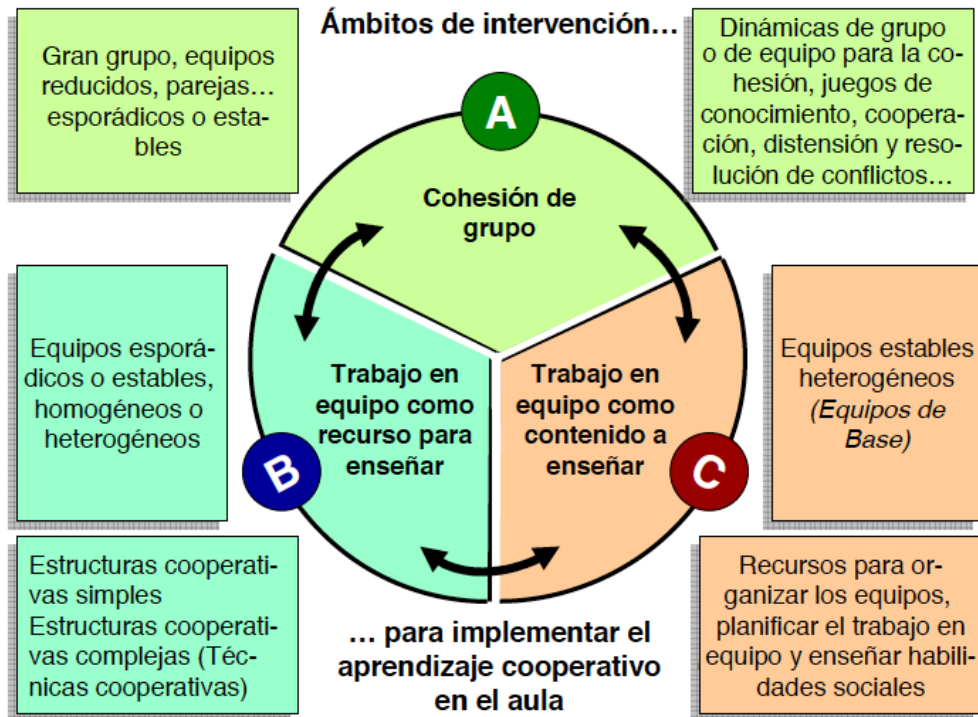 Ámbitos de intervención…
Gran grupo, equipos
reducidos, parejas…
esporádicos o esta-
bles
Dinámicas de grupo
o de equipo para la co-
hesión, juegos de
conocimiento, coopera-
ción, distensión y reso-
lución de conflictos…
A
Cohesión de
grupo
Equipos esporá-
dicos o estables,
homogéneos o
heterogéneos
Trabajo en
equipo como
recurso para
enseñar
B
Trabajo en
equipo como
contenido a
enseñar
C
Equipos estables
heterogéneos
(Equipos de
Base)
Estructuras cooperati-
vas simples
Estructuras cooperati-
vas complejas (Téc-
nicas cooperativas)
… para implementar el
aprendizaje cooperativo
en el aula
Recursos para or-
ganizar los equipos,
planificar el trabajo en
equipo y enseñar habili-
dades sociales